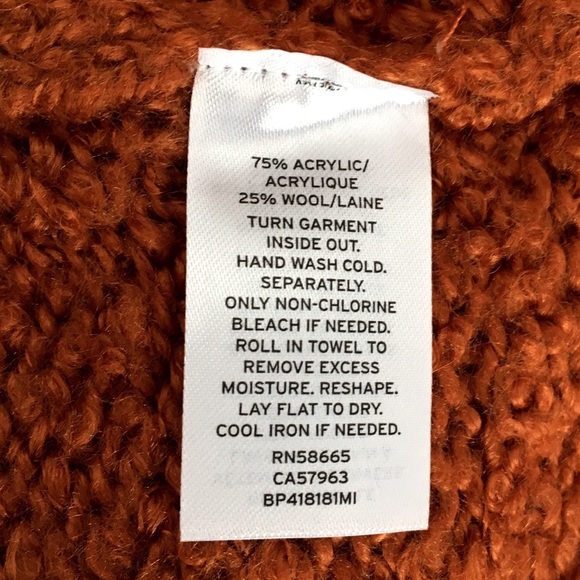 75% ACRYLIC/
ACRYLIQUE
25% WOOL/LAINE
TURN GARMENT
INSIDE OUT.
HAND WASH COLD.
SEPARATELY.
ONLY NON-CHLORINE
BLEACH IF NEEDED.
ROLL IN TOWEL TO
REMOVE EXCESS
MOISTURE. RESHAPE.
LAY FLAT TO DRY.
COOL IRON IF NEEDED.
RN58665
CA57963
BP418181MI